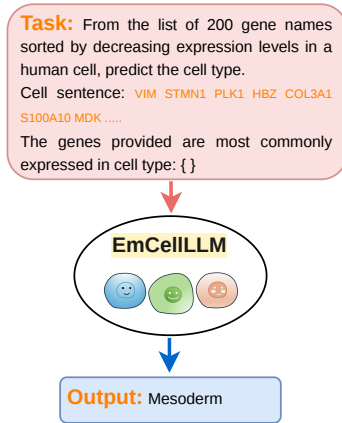 Task: From the list of 200 gene names
sorted by decreasing expression levels in a
human cell, predict the cell type.
Cell sentence: VIM STMN1 PLK1 HBZ COL3A1
S100A10 MDK .....
The genes provided are most commonly
expressed in cell type: { }
EmCellLLM
Output: Mesoderm